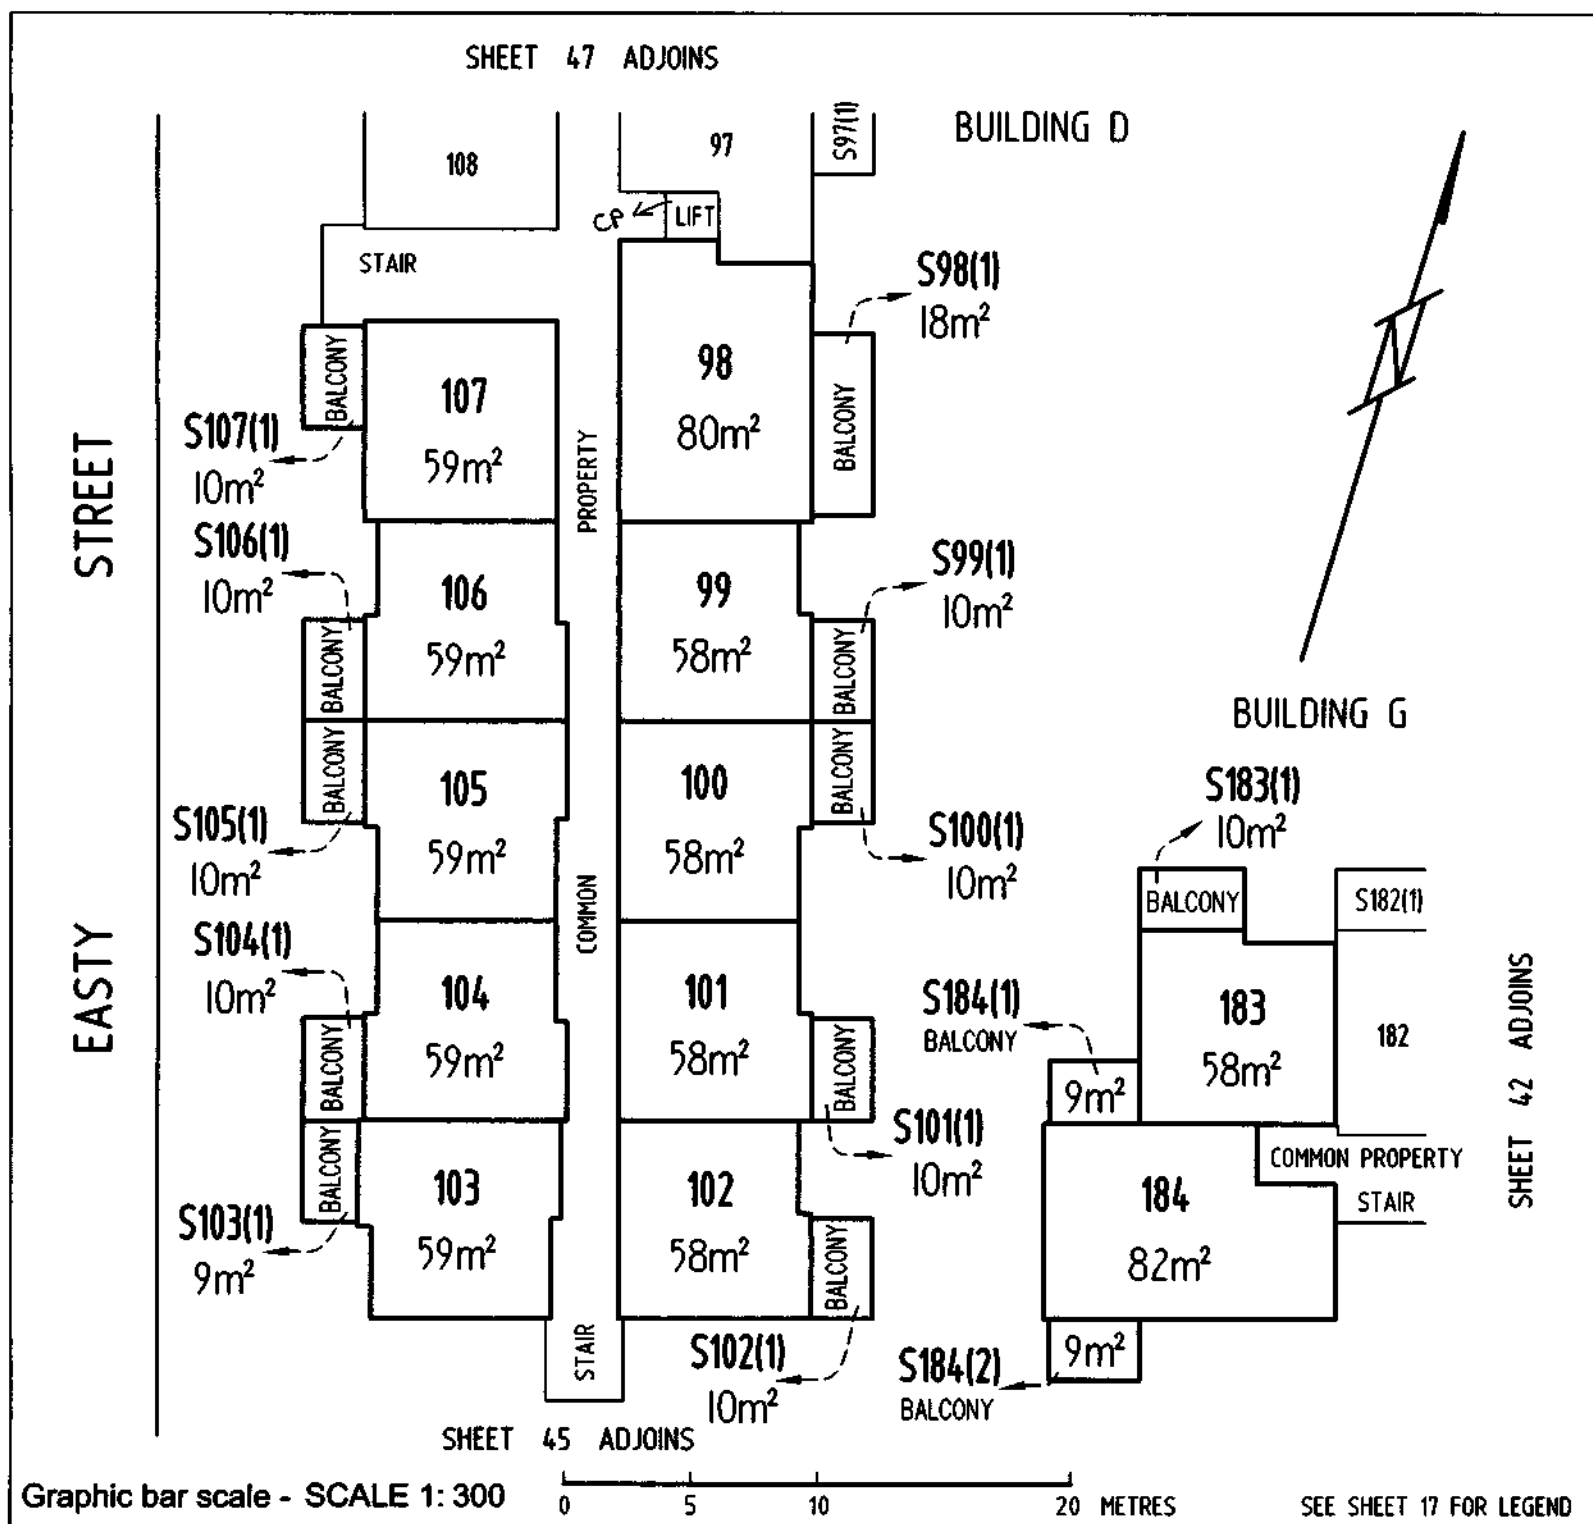 SHEET 47 ADJOINS
BUILDING D
108
97
S97(1)
CP
LIFT
STAIR
S98(1)
18m²
BALCONY
107
59m²
98
80m²
BALCONY
S107(1)
10m²
PROPERTY
STREET
S106(1)
10m²
106
59m²
99
58m²
S99(1)
10m²
BALCONY
BALCONY
BUILDING G
BALCONY
105
59m²
100
58m²
BALCONY
S105(1)
10m²
S100(1)
10m²
S183(1)
10m²
BALCONY
S182(1)
COMMON
EASTY
S104(1)
10m²
104
59m²
101
58m²
BALCONY
BALCONY
S184(1)
BALCONY
9m²
183
58m²
182
SHEET 42 ADJOINS
S101(1)
10m²
BALCONY
103
59m²
102
58m²
BALCONY
S103(1)
9m²
COMMON PROPERTY
STAIR
184
82m²
STAIR
S102(1)
10m²
S184(2)
BALCONY
9m²
SHEET 45 ADJOINS
Graphic bar scale - SCALE 1: 300
0 5 10 20 METRES
SEE SHEET 17 FOR LEGEND